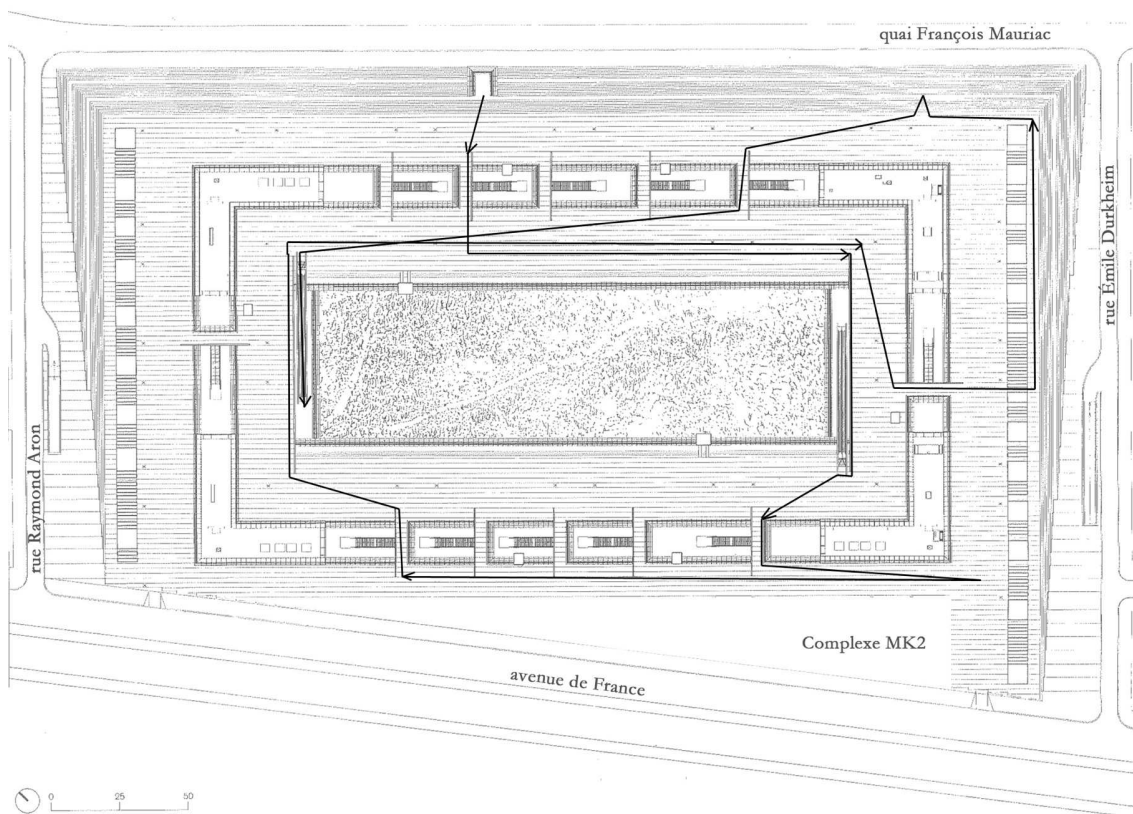 quai François Mauriac
rue Émile Durkheim
rue Raymond Aron
Complexe MK2
avenue de France
0 25 50